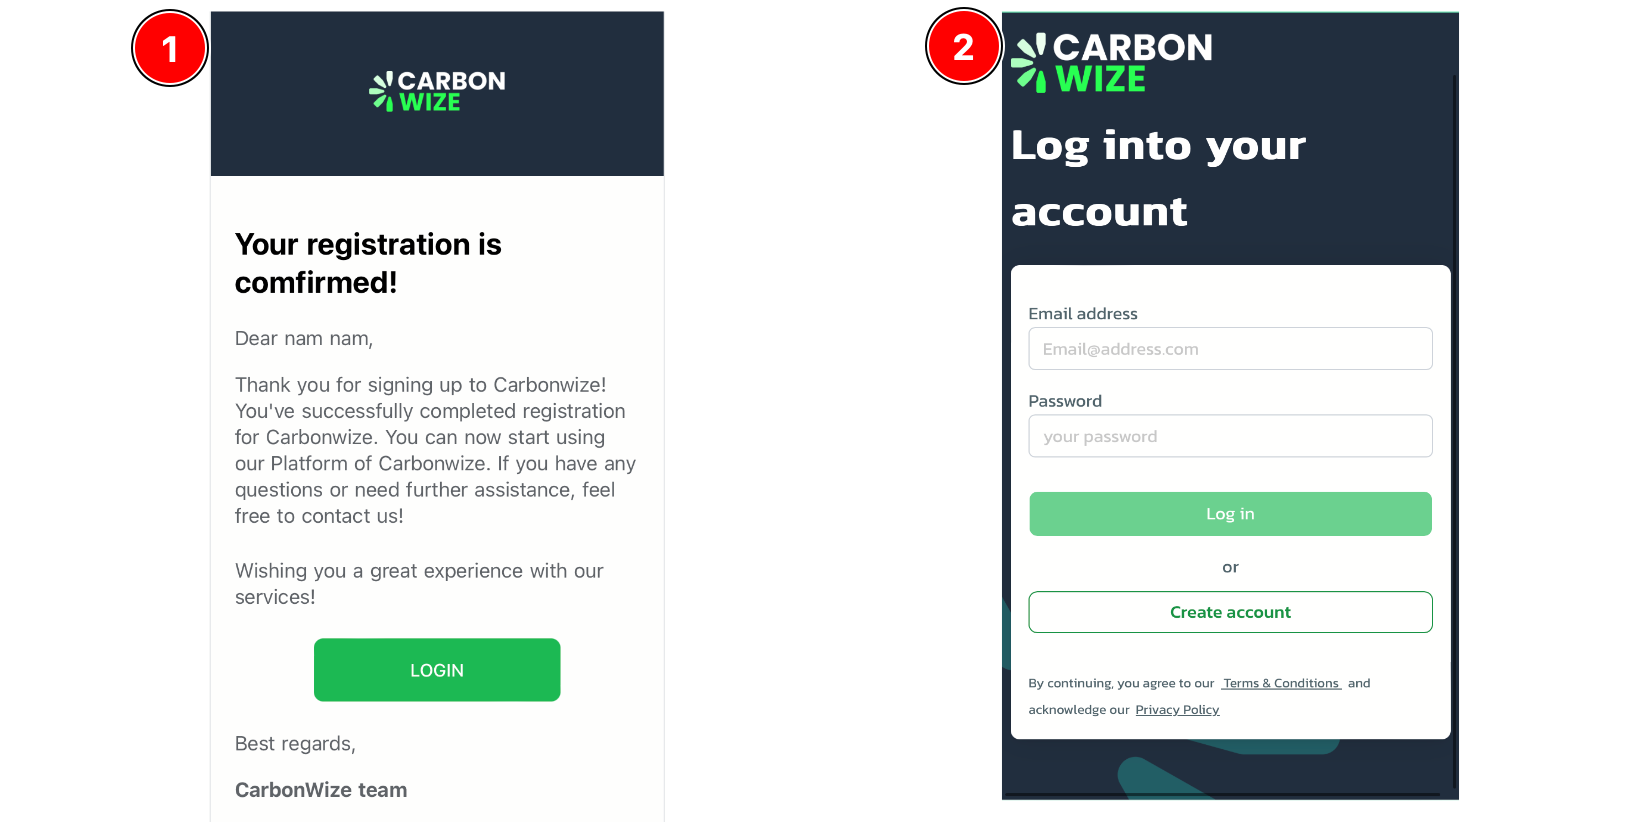 1
CARBON
WIZE
Your registration is
comfirmed!
Dear nam nam,
Thank you for signing up to Carbonwize!
You've successfully completed registration
for Carbonwize. You can now start using
our Platform of Carbonwize. If you have any
questions or need further assistance, feel
free to contact us!
Wishing you a great experience with our
services!
LOGIN
Best regards,
CarbonWize team
2
CARBON
WIZE
Log into your
account
Email address
Email@address.com
Password
your password
Log in
or
Create account
By continuing, you agree to our Terms & Conditions and
acknowledge our Privacy Policy